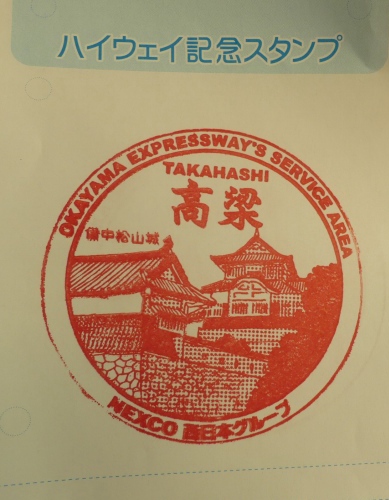 ハイウェイ記念スタンプ
OKAYAMA EXPRESSWAY'S SERVICE AREA
TAKAHASHI
高梁
備中松山城
NEXCO 西日本グループ